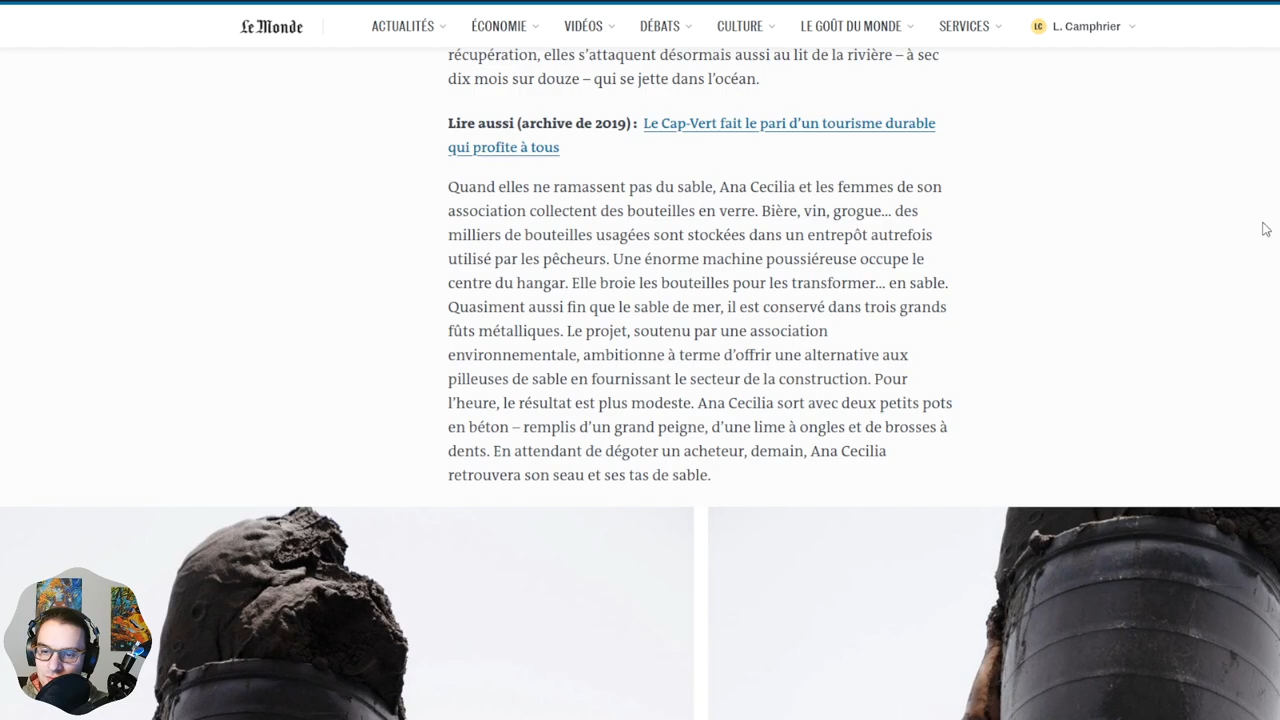 Le Monde
ACTUALITÉS
ÉCONOMIE
VIDÉOS
DÉBATS
CULTURE
LE GOÛT DU MONDE
SERVICES
LC
L. Camphrier
récupération, elles s’attaquent désormais aussi au lit de la rivière – à sec
dix mois sur douze – qui se jette dans l’océan.
Lire aussi (archive de 2019) : Le Cap-Vert fait le pari d’un tourisme durable
qui profite à tous
Quand elles ne ramassent pas du sable, Ana Cecilia et les femmes de son
association collectent des bouteilles en verre. Bière, vin, grogue… des
milliers de bouteilles usagées sont stockées dans un entrepôt autrefois
utilisé par les pêcheurs. Une énorme machine poussiéreuse occupe le
centre du hangar. Elle broie les bouteilles pour les transformer… en sable.
Quasiment aussi fin que le sable de mer, il est conservé dans trois grands
fûts métalliques. Le projet, soutenu par une association
environnementale, ambitionne à terme d’offrir une alternative aux
pilleuses de sable en fournissant le secteur de la construction. Pour
l’heure, le résultat est plus modeste. Ana Cecilia sort avec deux petits pots
en béton – remplis d’un grand peigne, d’une lime à ongles et de brosses à
dents. En attendant de dégoter un acheteur, demain, Ana Cecilia
retrouvera son seau et ses tas de sable.